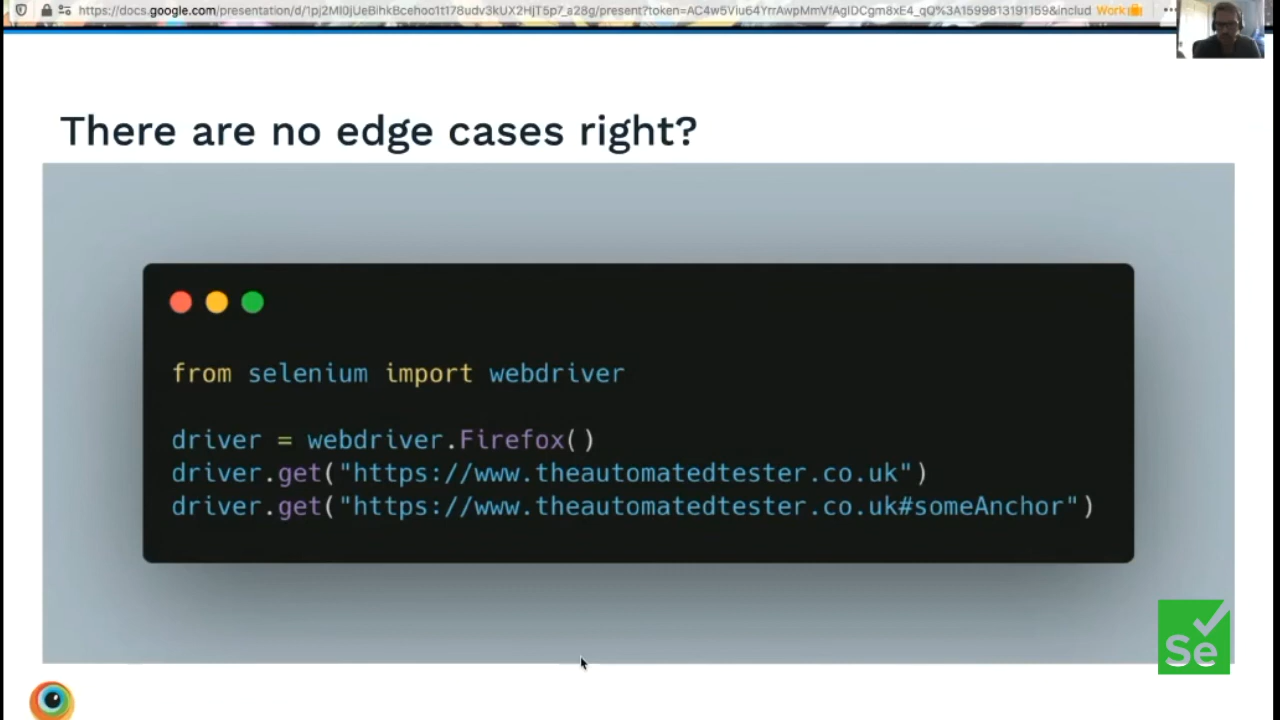 There are no edge cases right?
from selenium import webdriver
driver = webdriver.Firefox()
driver.get("https://www.theautomatedtester.co.uk")
driver.get("https://www.theautomatedtester.co.uk#someAnchor")
Se
Work